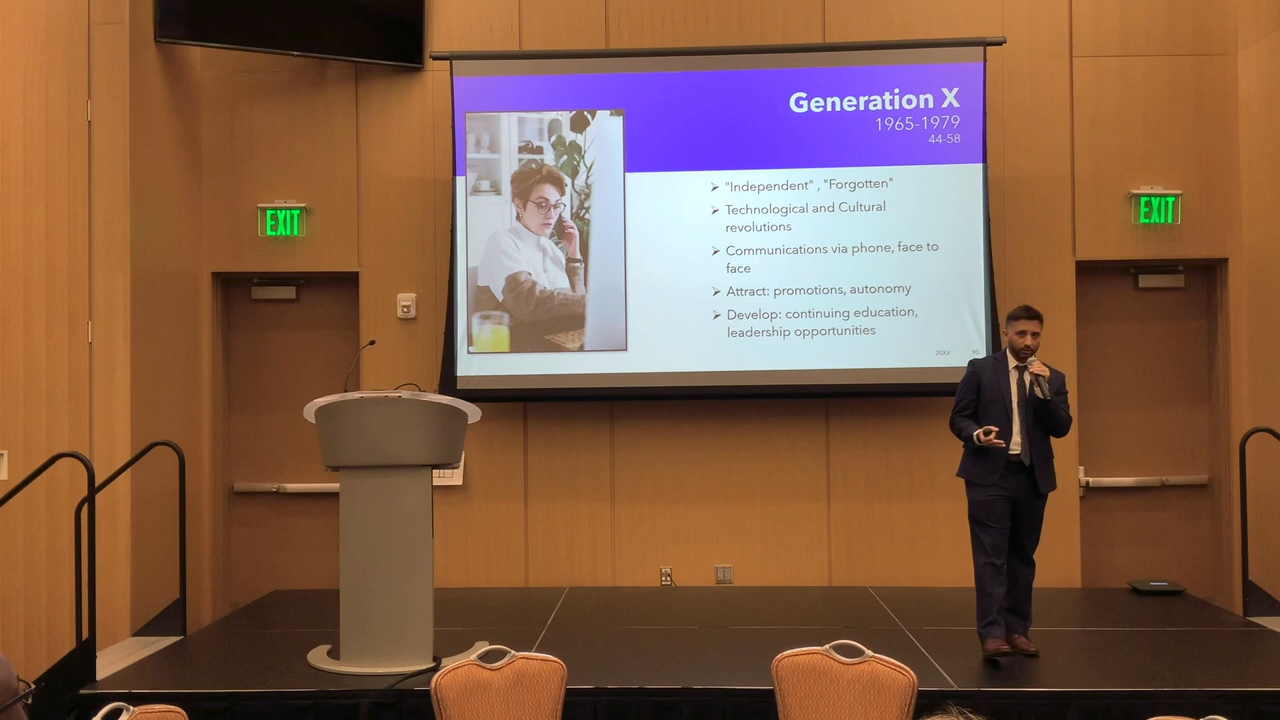 Generation X
1965-1979
44-58
➢ "Independent" , "Forgotten"
➢ Technological and Cultural
revolutions
➢ Communications via phone, face to
face
➢ Attract: promotions, autonomy
➢ Develop: continuing education,
leadership opportunities
20XX
EXIT
EXIT